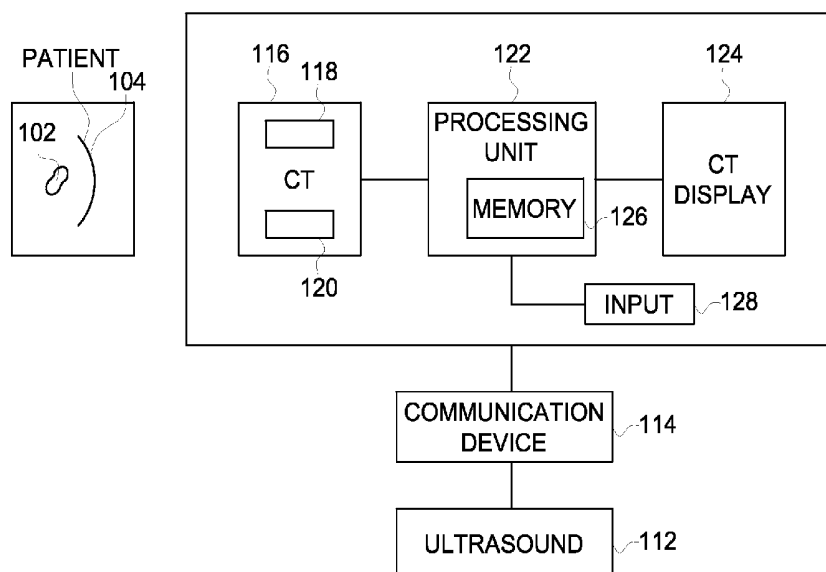 PATIENT
104
102
116
118
CT
120
122
PROCESSING
UNIT
MEMORY
126
124
CT
DISPLAY
INPUT
128
COMMUNICATION
DEVICE
114
ULTRASOUND
112